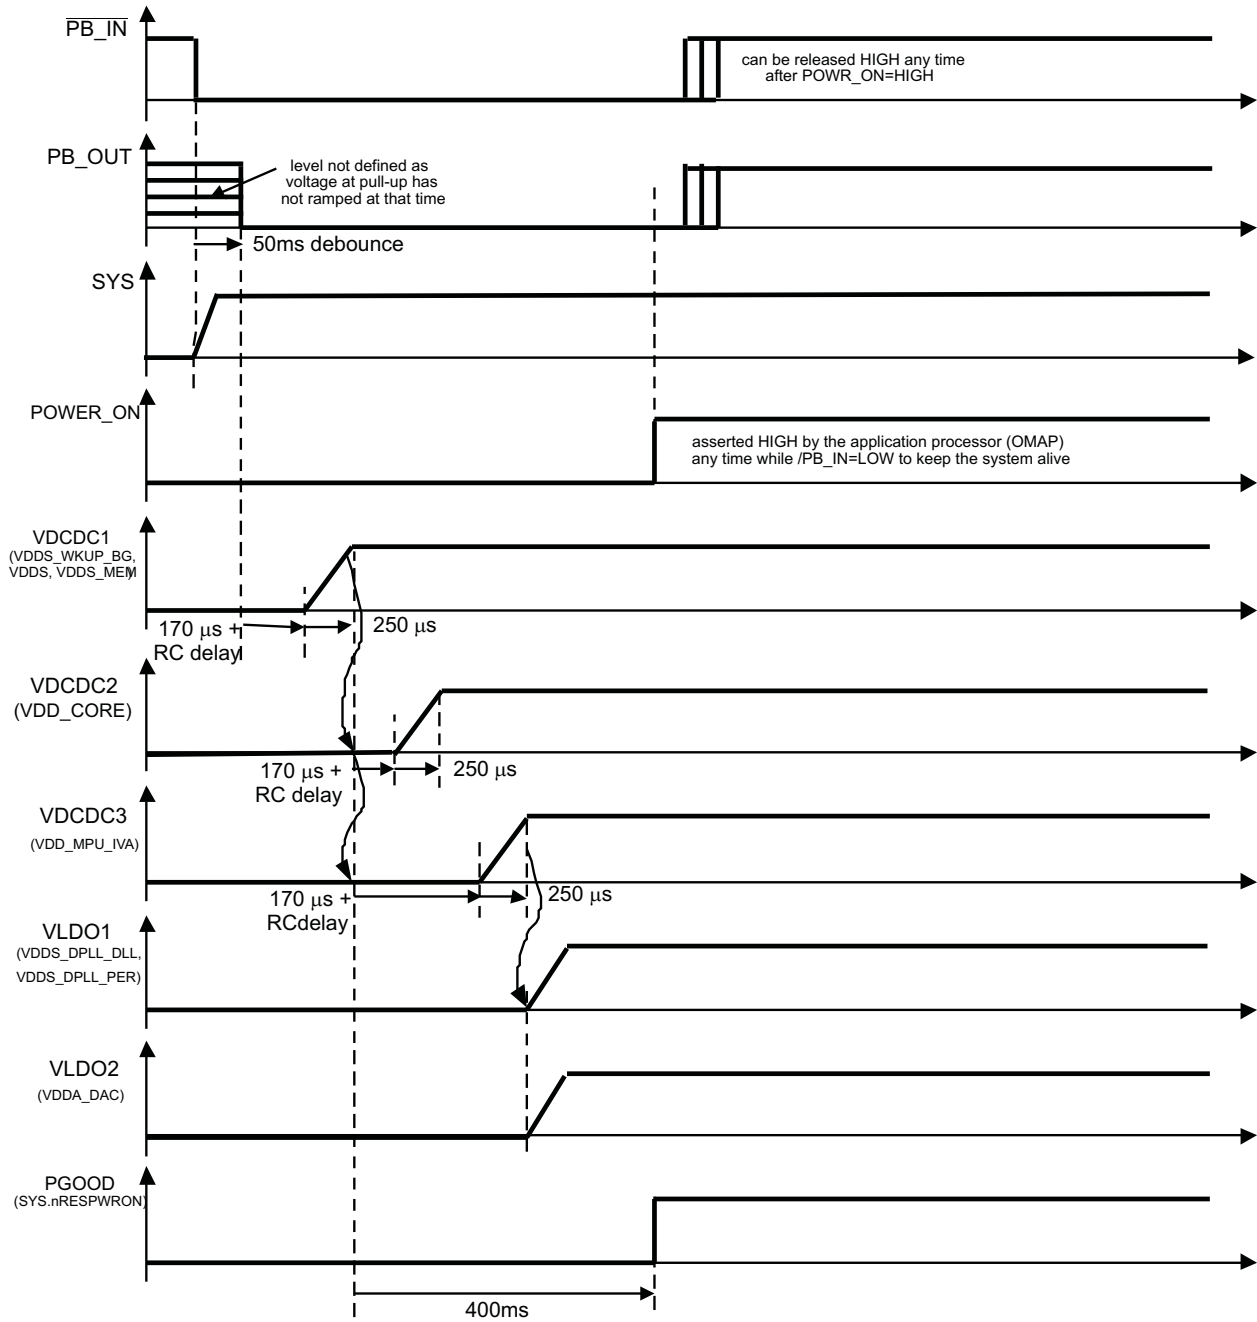 PB_IN
can be released HIGH any time
after POWR_ON=HIGH
PB_OUT
level not defined as
voltage at pull-up has
not ramped at that time
50ms debounce
SYS
POWER_ON
asserted HIGH by the application processor (OMAP)
any time while /PB_IN=LOW to keep the system alive
VDCDC1
(VDDS_WKUP_BG,
VDDS, VDDS_MEM)
170 μs +
RC delay
250 μs
VDCDC2
(VDD_CORE)
170 μs +
RC delay
250 μs
VDCDC3
(VDD_MPU_IVA)
170 μs +
RCdelay
250 μs
VLDO1
(VDDS_DPLL_DLL,
VDDS_DPLL_PER)
VLDO2
(VDDA_DAC)
PGOOD
(SYS.nRESPWRON)
400ms